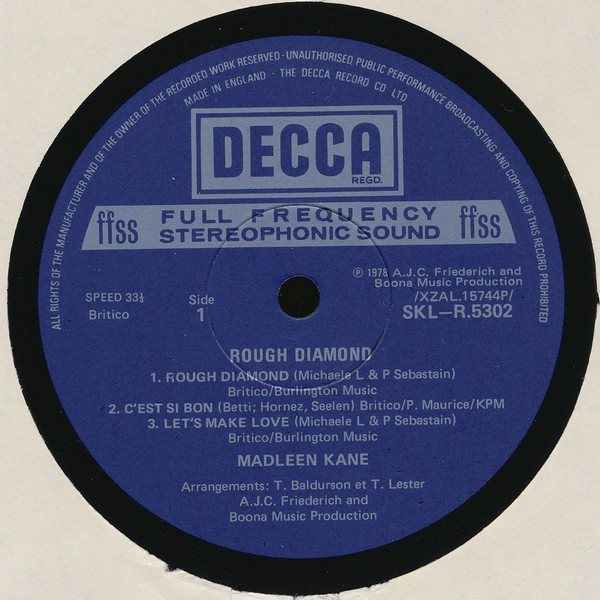 ALL RIGHTS OF THE MANUFACTURER AND OF THE OWNER OF THE RECORDED WORK RESERVED · UNAUTHORISED PUBLIC PERFORMANCE BROADCASTING AND COPYING OF THIS RECORD PROHIBITED
MADE IN ENGLAND · THE DECCA RECORD CO LTD
DECCA
REGD.
ffss FULL FREQUENCY ffss
STEREOPHONIC SOUND
℗ 1978 A.J.C. Friederich and
Boona Music Production
SPEED 33⅓ Side /XZAL.15744P/
Britico 1 SKL—R.5302
ROUGH DIAMOND
1. ROUGH DIAMOND (Michaele L & P Sebastain)
Britico/Burlington Music
2. C'EST SI BON (Betti; Hornez, Seelen) Britico/P. Maurice/KPM
3. LET'S MAKE LOVE (Michaele L & P Sebastain)
Britico/Burlington Music
MADLEEN KANE
Arrangements: T. Baldurson et T. Lester
A.J.C. Friederich and
Boona Music Production